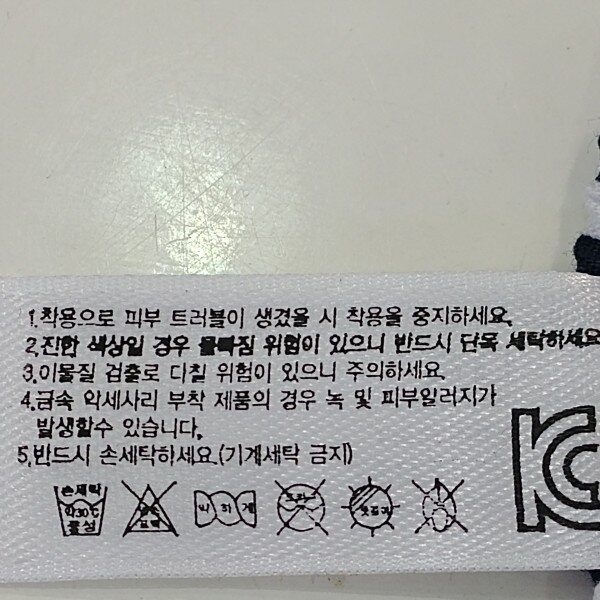 1.착용으로 피부 트러블이 생겼을 시 착용을 중지하세요.
2.진한 색상일 경우 물빠짐 위험이 있으니 반드시 단독 세탁하세요
3.이물질 검출로 다칠 위험이 있으니 주의하세요.
4.금속 악세사리 부착 제품의 경우 녹 및 피부알러지가
발생할수 있습니다.
5.반드시 손세탁하세요.(기계세탁 금지)
손세탁
약30℃
중성
약하게
KC